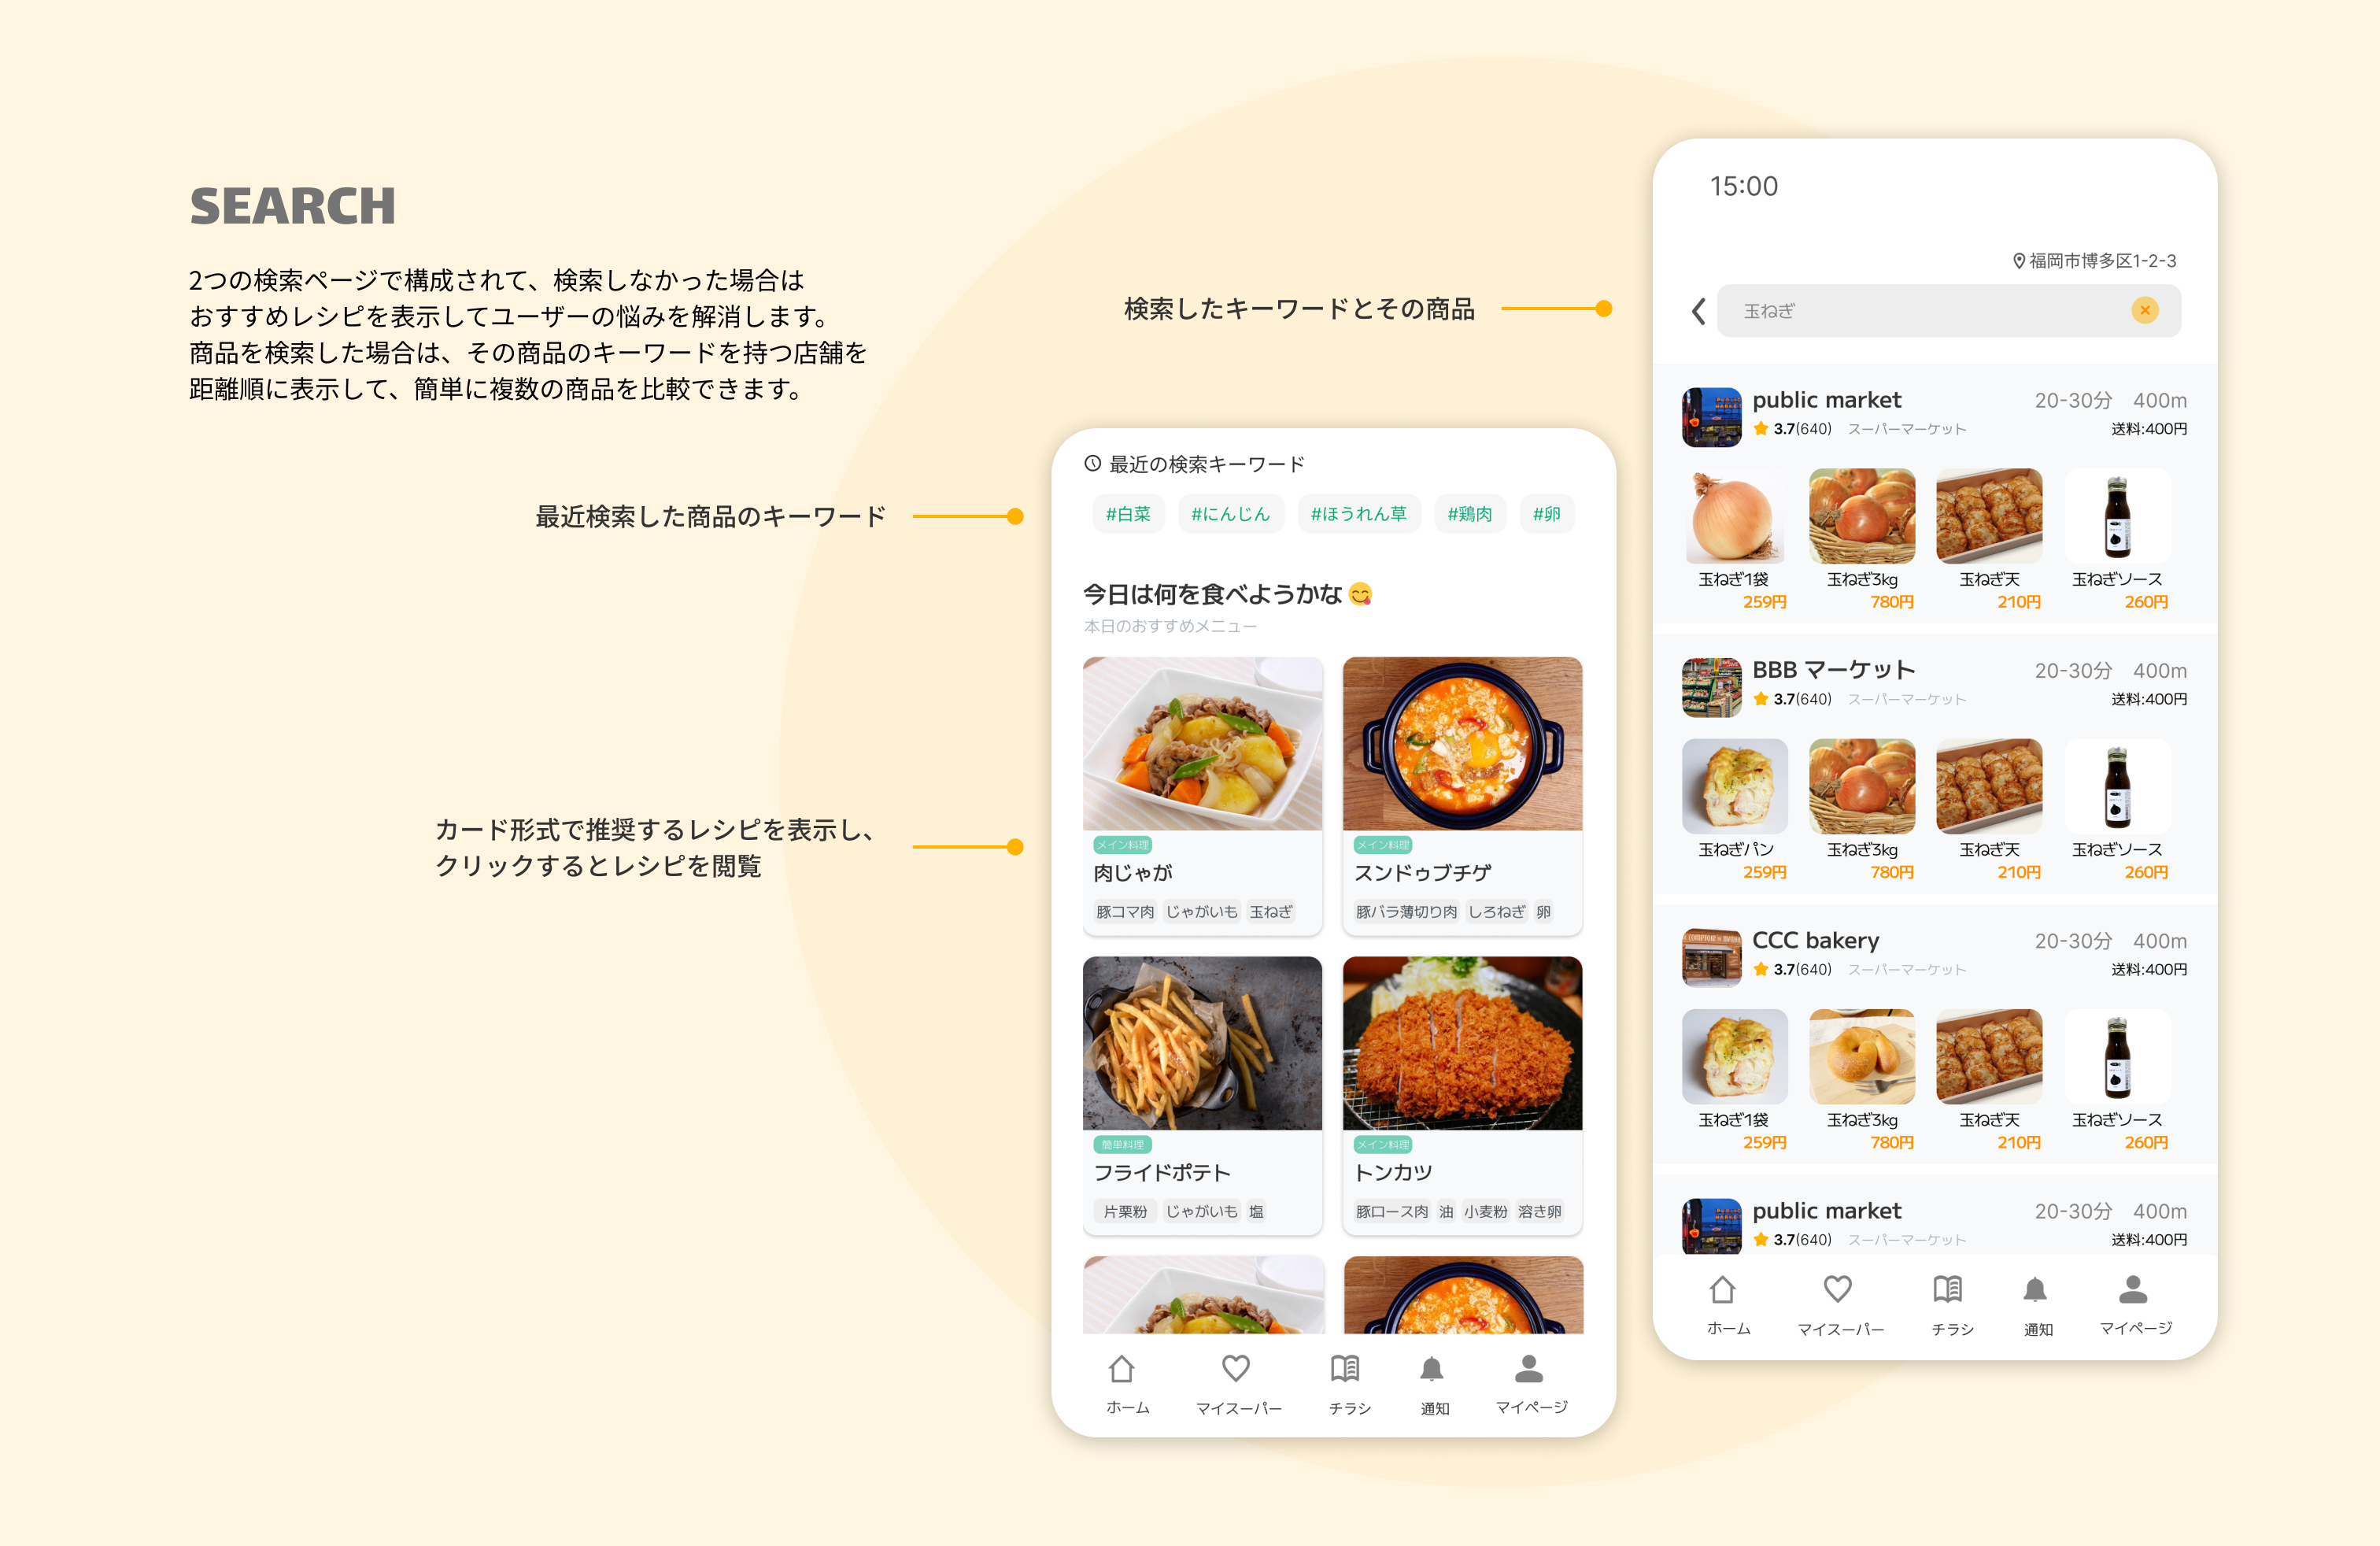 SEARCH
2つの検索ページで構成されて、検索しなかった場合は
おすすめレシピを表示してユーザーの悩みを解消します。
商品を検索した場合は、その商品のキーワードを持つ店舗を
距離順に表示して、簡単に複数の商品を比較できます。
検索したキーワードとその商品
最近検索した商品のキーワード
カード形式で推奨するレシピを表示し、
クリックするとレシピを閲覧
最近の検索キーワード
#白菜 #にんじん #ほうれん草 #鶏肉 #卵
今日は何を食べようかな😋
本日のおすすめメニュー
メイン料理
肉じゃが
豚コマ肉 じゃがいも 玉ねぎ
メイン料理
スンドゥブチゲ
豚バラ薄切り肉 しろねぎ 卵
簡単料理
フライドポテト
片栗粉 じゃがいも 塩
メイン料理
トンカツ
豚ロース肉 油 小麦粉 溶き卵
ホーム マイスーパー チラシ 通知 マイページ
15:00
福岡市博多区1-2-3
玉ねぎ
public market 20-30分 400m
3.7(640) スーパーマーケット 送料:400円
玉ねぎ1袋 玉ねぎ3kg 玉ねぎ天 玉ねぎソース
259円 780円 210円 260円
BBB マーケット 20-30分 400m
3.7(640) スーパーマーケット 送料:400円
玉ねぎパン 玉ねぎ3kg 玉ねぎ天 玉ねぎソース
259円 780円 210円 260円
CCC bakery 20-30分 400m
3.7(640) スーパーマーケット 送料:400円
玉ねぎ1袋 玉ねぎ3kg 玉ねぎ天 玉ねぎソース
259円 780円 210円 260円
public market 20-30分 400m
3.7(640) スーパーマーケット 送料:400円
ホーム マイスーパー チラシ 通知 マイページ